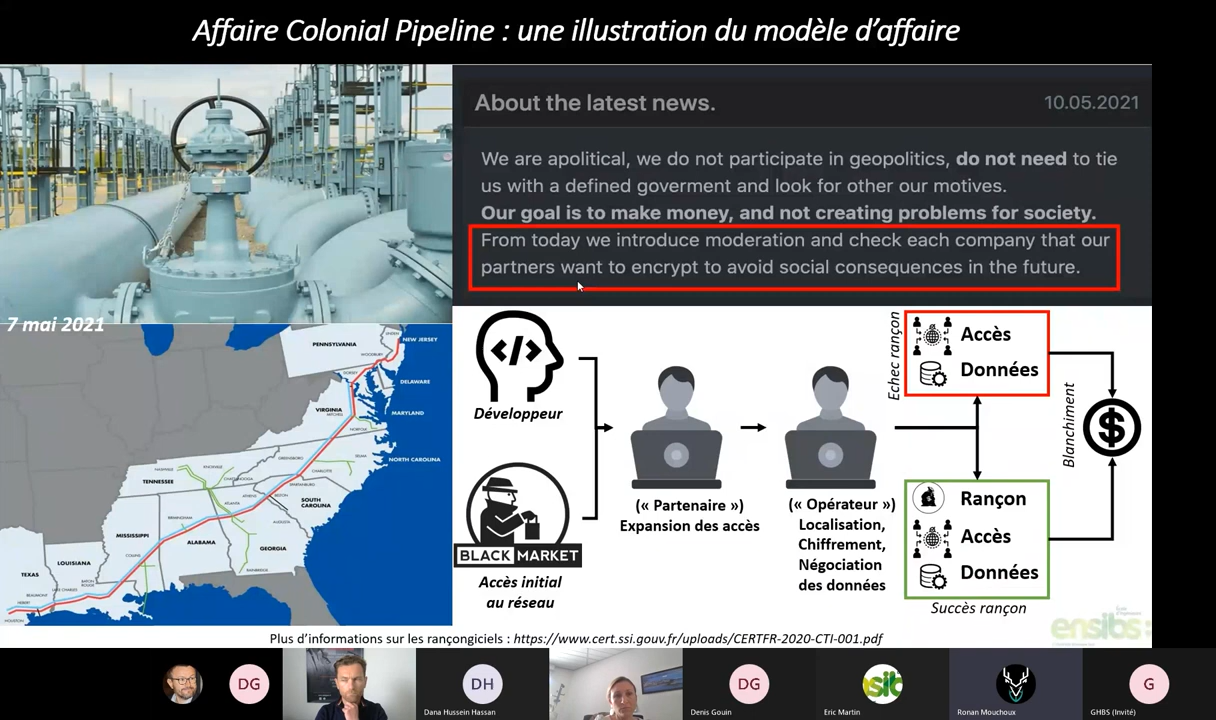 Affaire Colonial Pipeline : une illustration du modèle d'affaire
About the latest news.
10.05.2021
We are apolitical, we do not participate in geopolitics, do not need to tie
us with a defined goverment and look for other our motives.
Our goal is to make money, and not creating problems for society.
From today we introduce moderation and check each company that our
partners want to encrypt to avoid social consequences in the future.
7 mai 2021
PENNSYLVANIA
NEW JERSEY
DELAWARE
MARYLAND
VIRGINIA
NORTH CAROLINA
TENNESSEE
SOUTH
CAROLINA
MISSISSIPPI
ALABAMA
GEORGIA
LOUISIANA
TEXAS
Développeur
BLACK MARKET
Accès initial
au réseau
(« Partenaire »)
Expansion des accès
(« Opérateur »)
Localisation,
Chiffrement,
Négociation
des données
Echec rançon
Accès
Données
Rançon
Accès
Données
Succès rançon
Blanchiment
$
Plus d'informations sur les rançongiciels : https://www.cert.ssi.gouv.fr/uploads/CERTFR-2020-CTI-001.pdf
ensibs
DG
DH
Dana Hussein Hassan
DG
Denis Gouin
sib
Eric Martin
Ronan Mouchoux
G
GHBS (Invité)